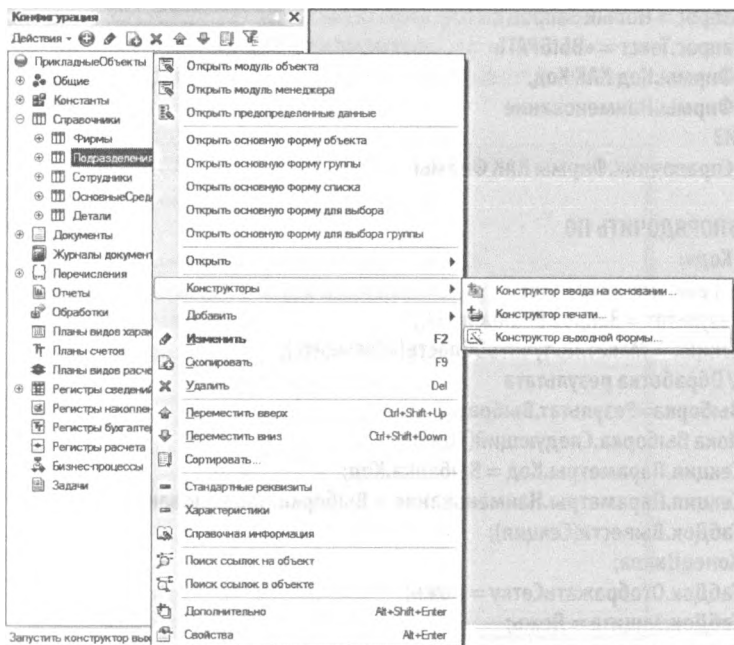 Конфигурация
Действия
ПрикладныеОбъекты
Общие
Константы
Справочники
Фирмы
Подразделения
Сотрудники
ОсновныеСред
Детали
Документы
Журналы документ
Перечисления
Отчеты
Обработки
Планы видов харак
Планы счетов
Планы видов расче
Регистры сведений
Регистры накоплен
Регистры бухгалтер
Регистры расчета
Бизнес-процессы
Задачи
Запустить конструктор вых
Открыть модуль объекта
Открыть модуль менеджера
Открыть предопределенные данные
Открыть основную форму объекта
Открыть основную форму группы
Открыть основную форму списка
Открыть основную форму для выбора
Открыть основную форму для выбора группы
Открыть
Конструкторы
Добавить
Изменить F2
Скопировать F9
Удалить Del
Переместить вверх Ctrl+Shift+Up
Переместить вниз Ctrl+Shift+Down
Сортировать...
Стандартные реквизиты
Характеристики
Справочная информация
Поиск ссылок на объект
Поиск ссылок в объекте
Дополнительно Alt+Shift+Enter
Свойства Alt+Enter
Конструктор ввода на основании...
Конструктор печати...
Конструктор выходной формы...